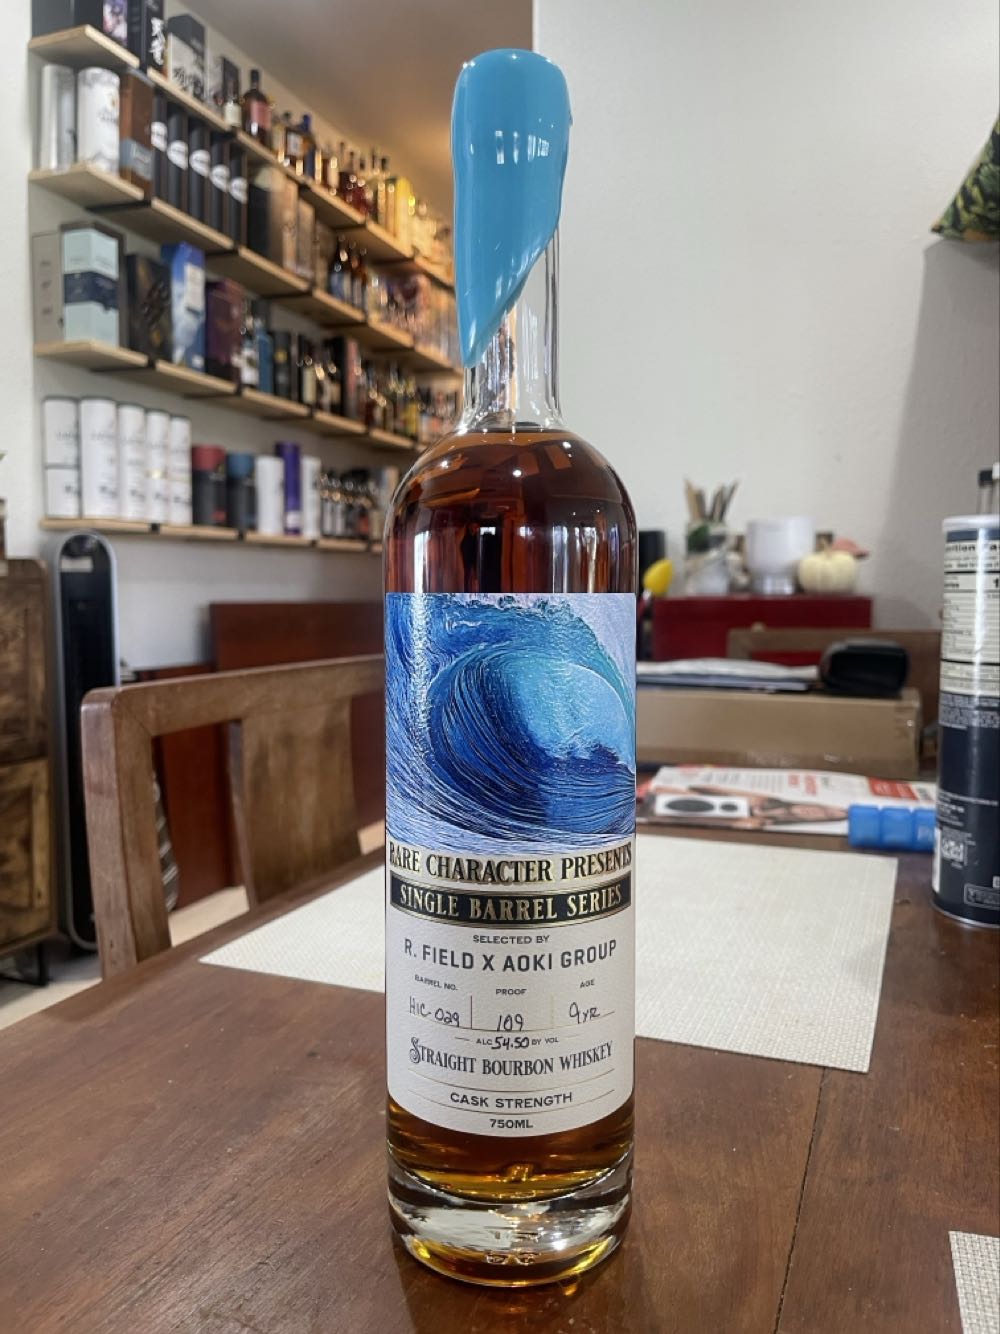 RARE CHARACTER PRESENTS
SINGLE BARREL SERIES
SELECTED BY
R. FIELD X AOKI GROUP
BARREL NO. PROOF AGE
HIC-029 109 9YR
ALC 54.50 BY VOL
STRAIGHT BOURBON WHISKEY
CASK STRENGTH
750ML